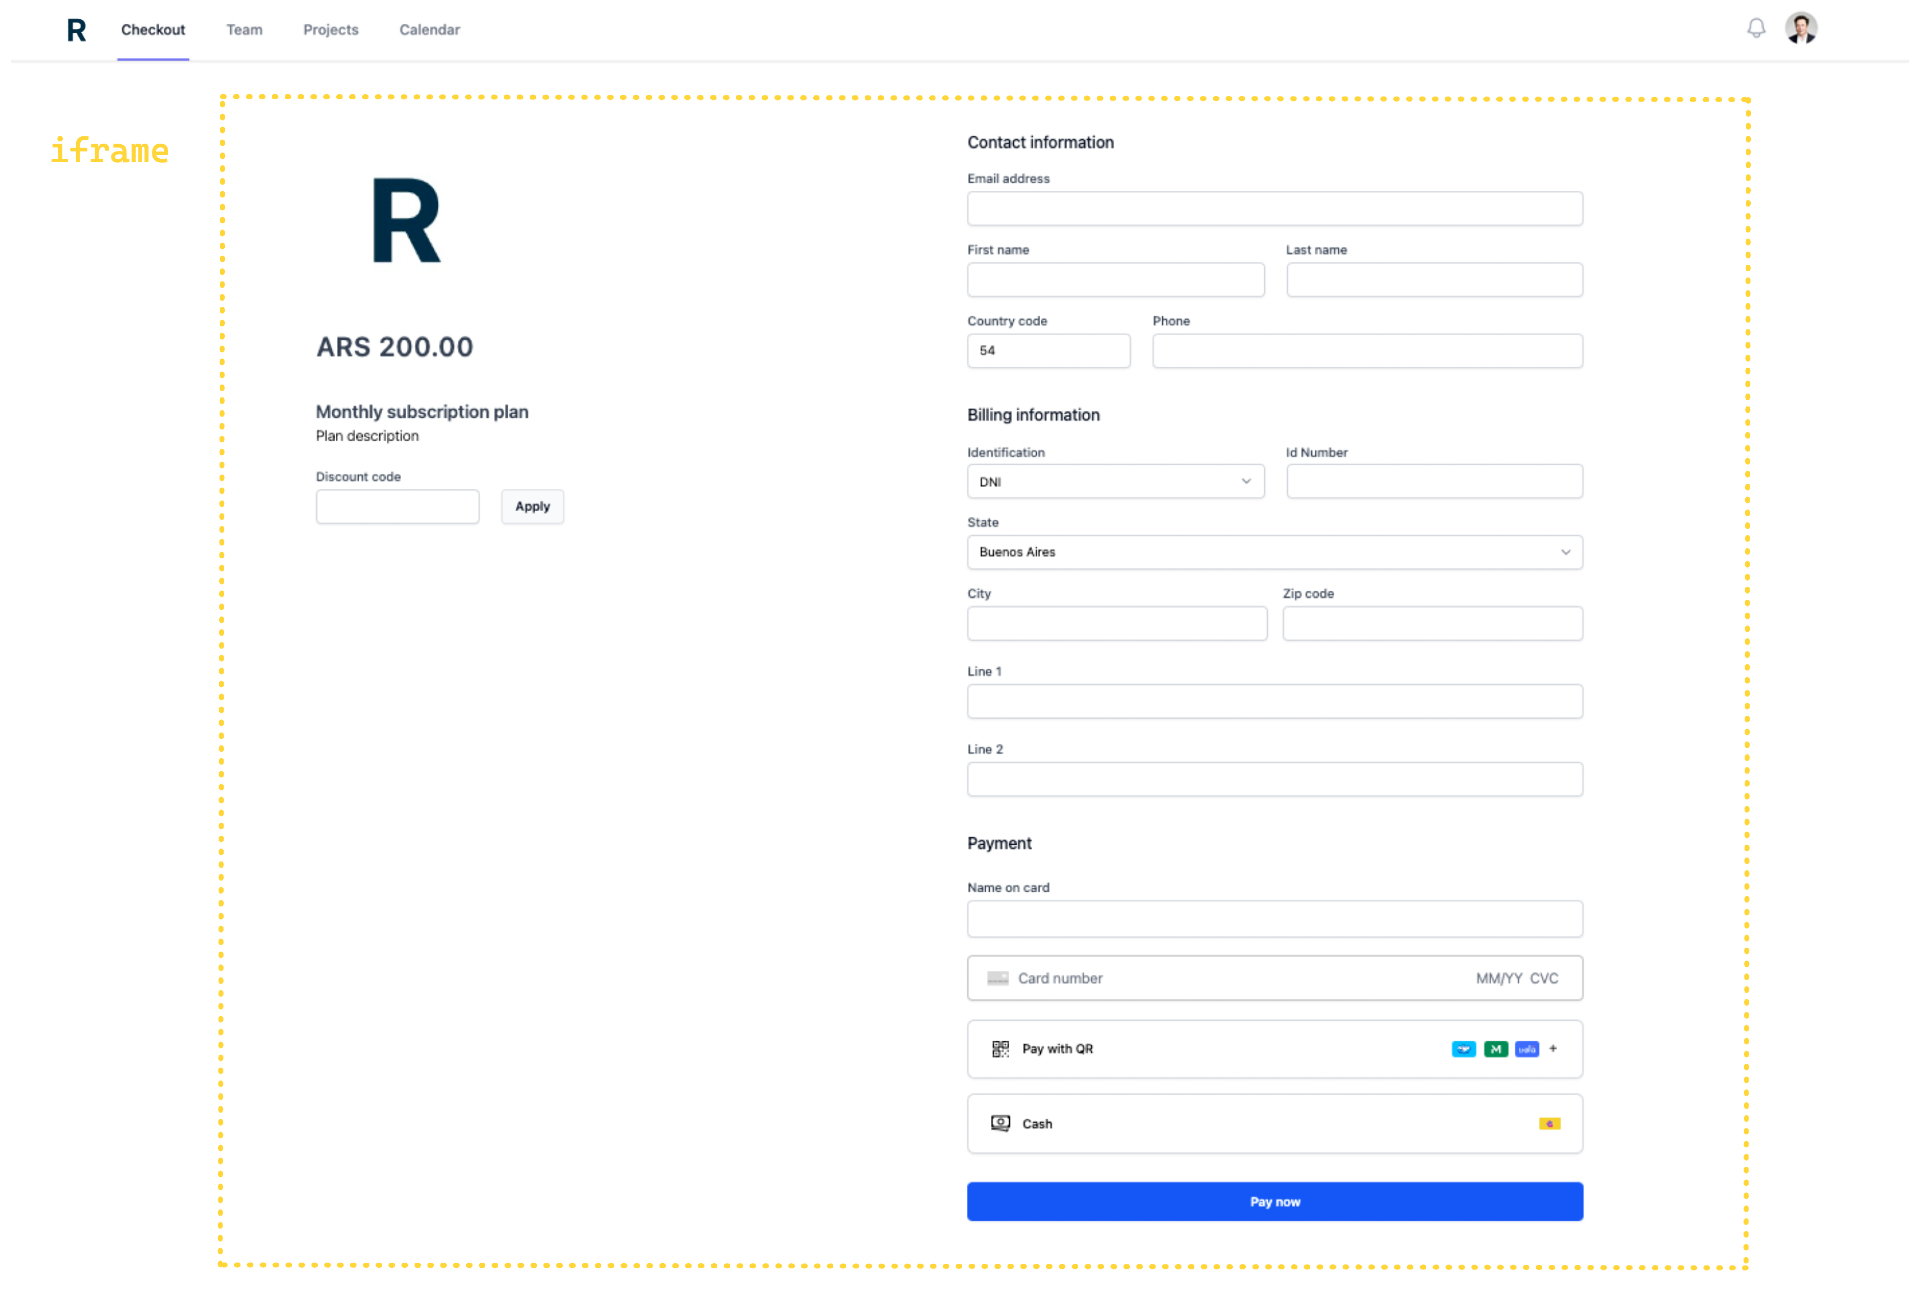 R Checkout Team Projects Calendar
iframe
R
ARS 200.00
Monthly subscription plan
Plan description
Discount code
Apply
Contact information
Email address
First name Last name
Country code Phone
54
Billing information
Identification Id Number
DNI
State
Buenos Aires
City Zip code
Line 1
Line 2
Payment
Name on card
Card number MM/YY CVC
Pay with QR M ualá +
Cash
Pay now